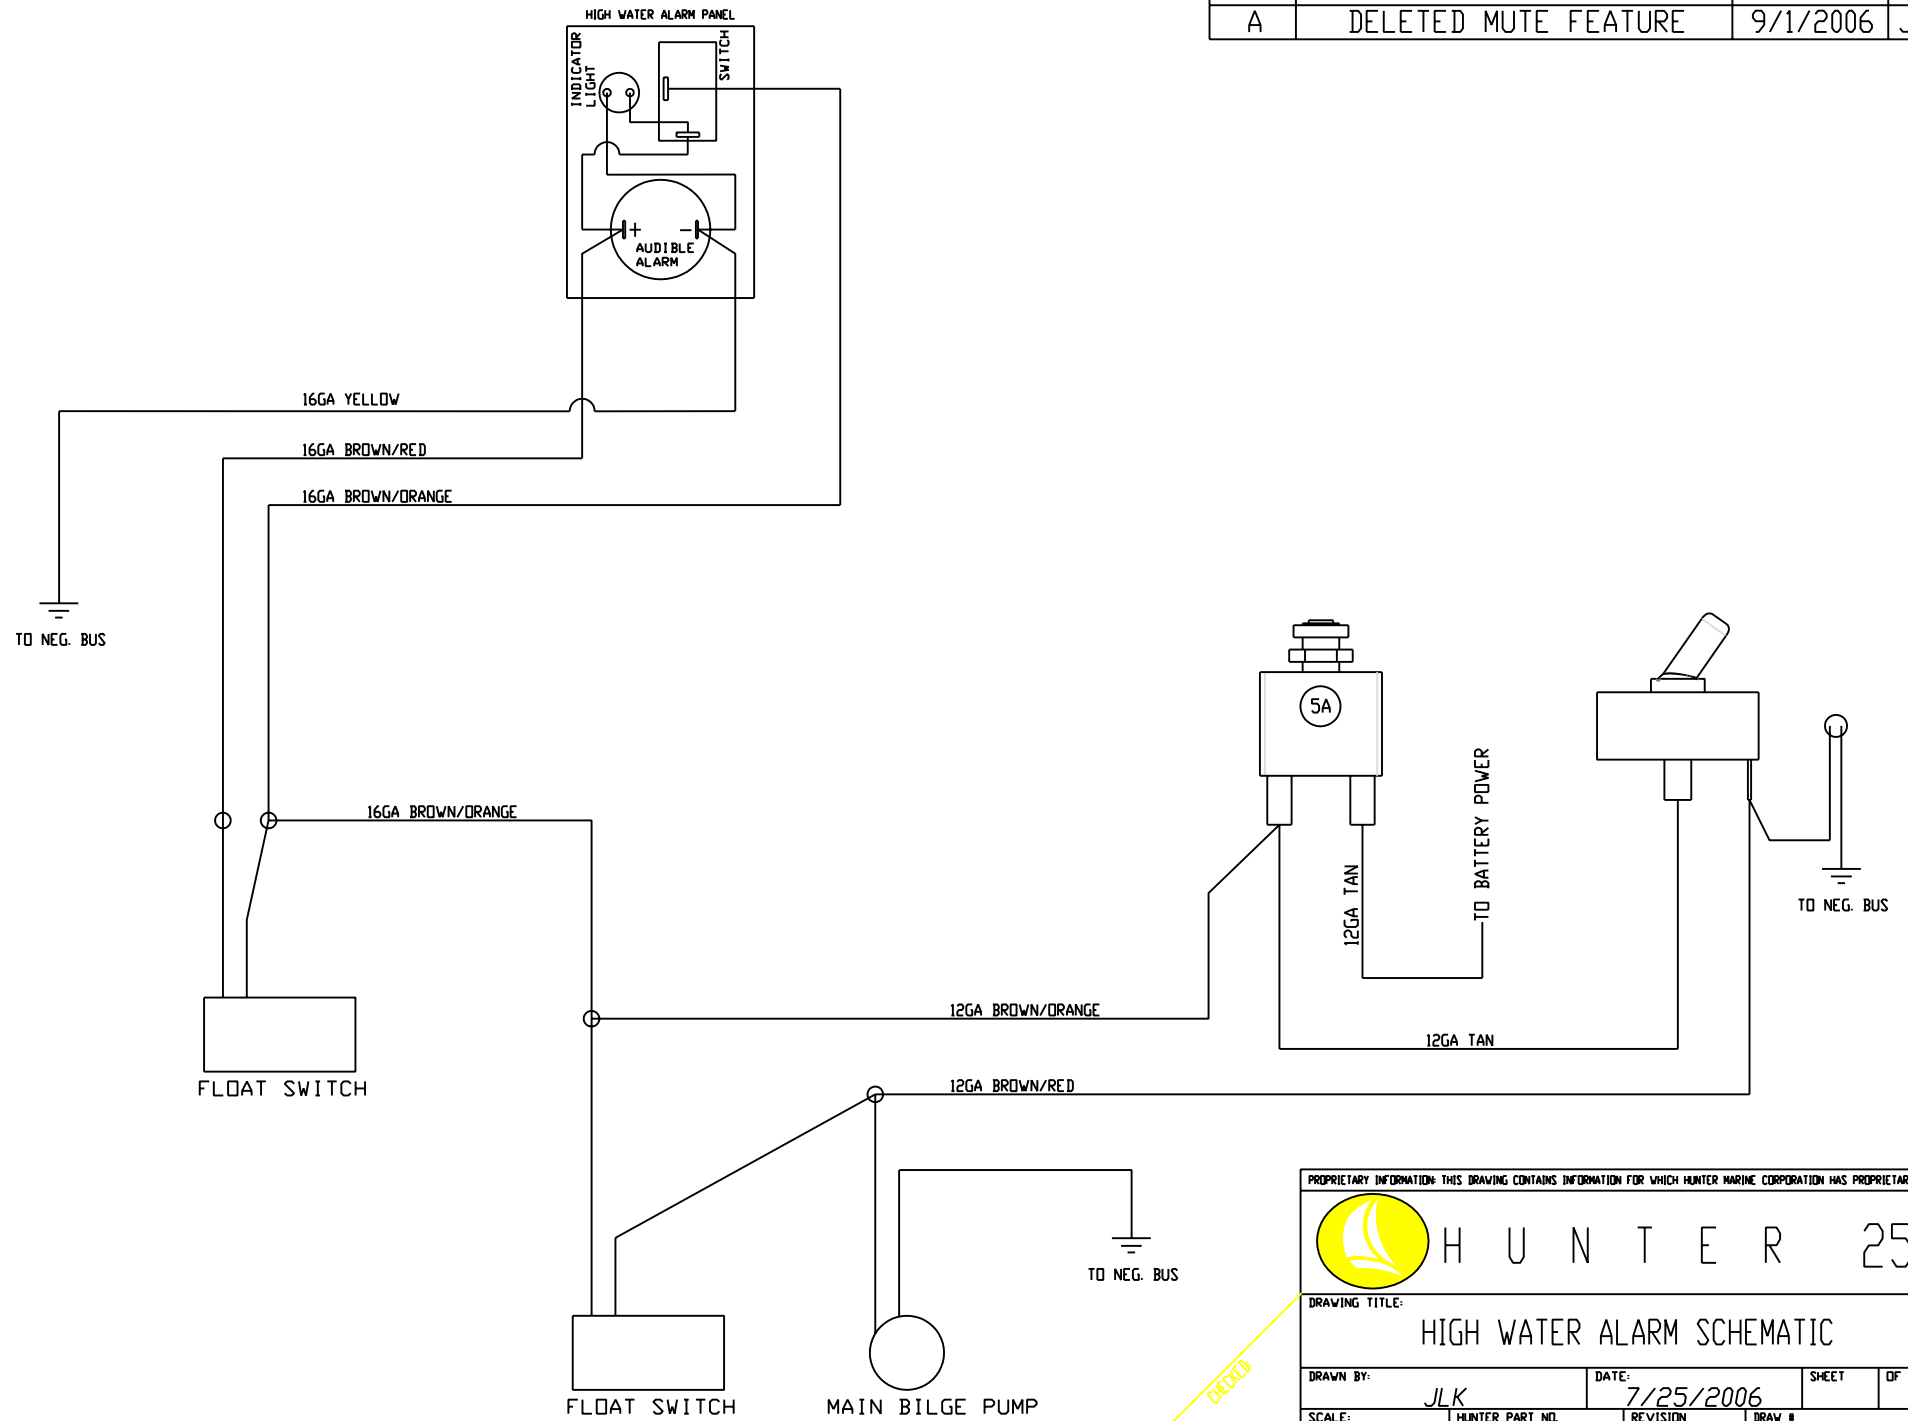 HIGH WATER ALARM PANEL
A DELETED MUTE FEATURE 9/1/2006
INDICATOR
LIGHT
SWITCH
+ -
AUDIBLE
ALARM
16GA YELLOW
16GA BROWN/RED
16GA BROWN/ORANGE
TO NEG. BUS
5A
TO BATTERY POWER
12GA TAN
TO NEG. BUS
16GA BROWN/ORANGE
12GA BROWN/ORANGE
12GA TAN
FLOAT SWITCH
12GA BROWN/RED
TO NEG. BUS
FLOAT SWITCH
MAIN BILGE PUMP
PROPRIETARY INFORMATION: THIS DRAWING CONTAINS INFORMATION FOR WHICH HUNTER MARINE CORPORATION HAS PROPRIETAR
HUNTER 25
DRAWING TITLE:
HIGH WATER ALARM SCHEMATIC
CHECKED:
DRAWN BY: JLK
DATE: 7/25/2006
SHEET OF
SCALE: HUNTER PART NO. REVISION DRAW #